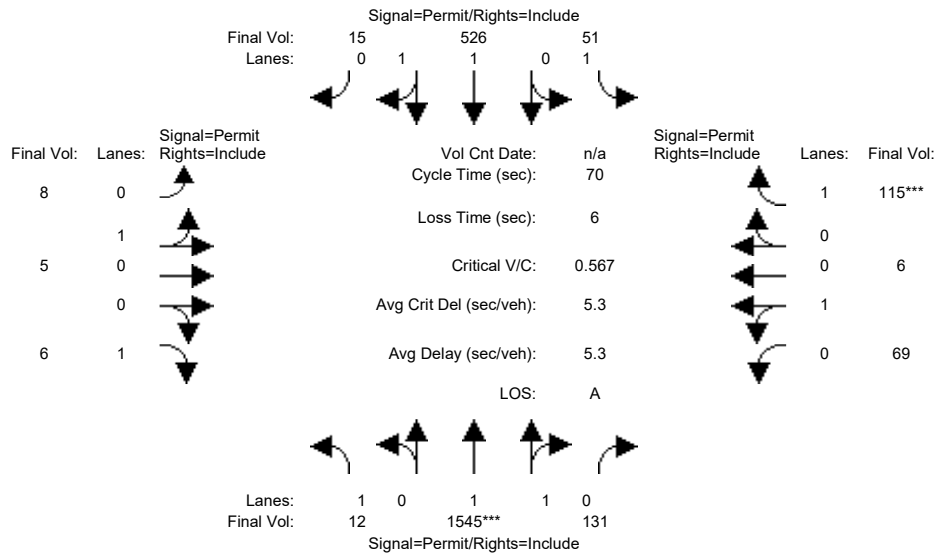 Signal=Permit/Rights=Include
Final Vol: 15 526 51
Lanes: 0 1 1 0 1
Signal=Permit
Final Vol: Lanes: Rights=Include
Vol Cnt Date: n/a
Signal=Permit
Rights=Include Lanes: Final Vol:
Cycle Time (sec): 70
8 0
1 115***
Loss Time (sec): 6
1
0
5 0
Critical V/C: 0.567
0 6
0
Avg Crit Del (sec/veh): 5.3
1
6 1
Avg Delay (sec/veh): 5.3
0 69
LOS: A
Lanes: 1 0 1 1 0
Final Vol: 12 1545*** 131
Signal=Permit/Rights=Include